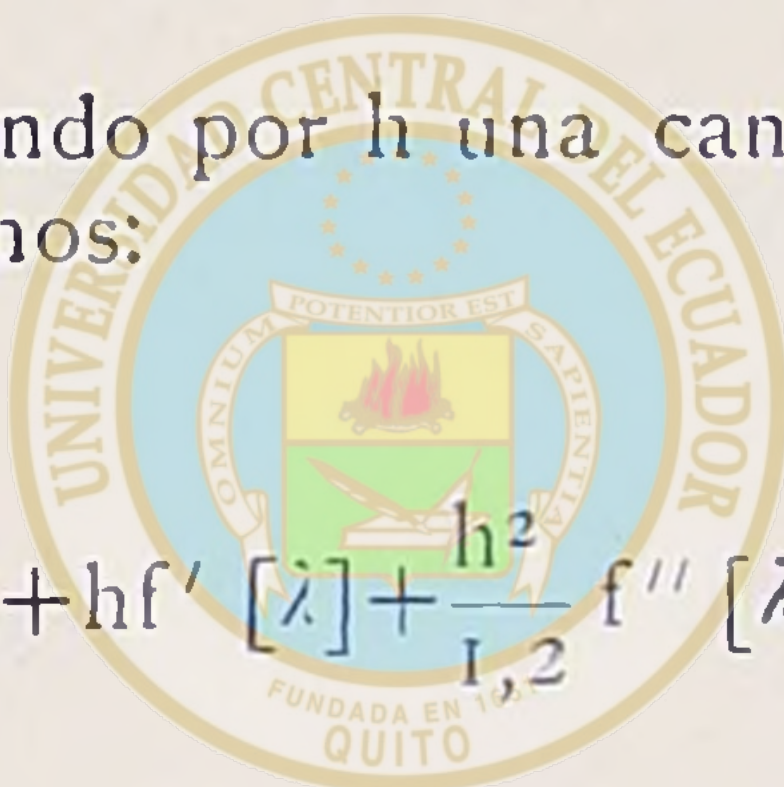 ndo por h una can
nos:
+hf′ [λ]+h²/1,2 f″ [λ
UNIVERSIDAD CENTRAL DEL ECUADOR
OMNIUM POTENTIOR EST SAPIENTIA
FUNDADA EN
QUITO